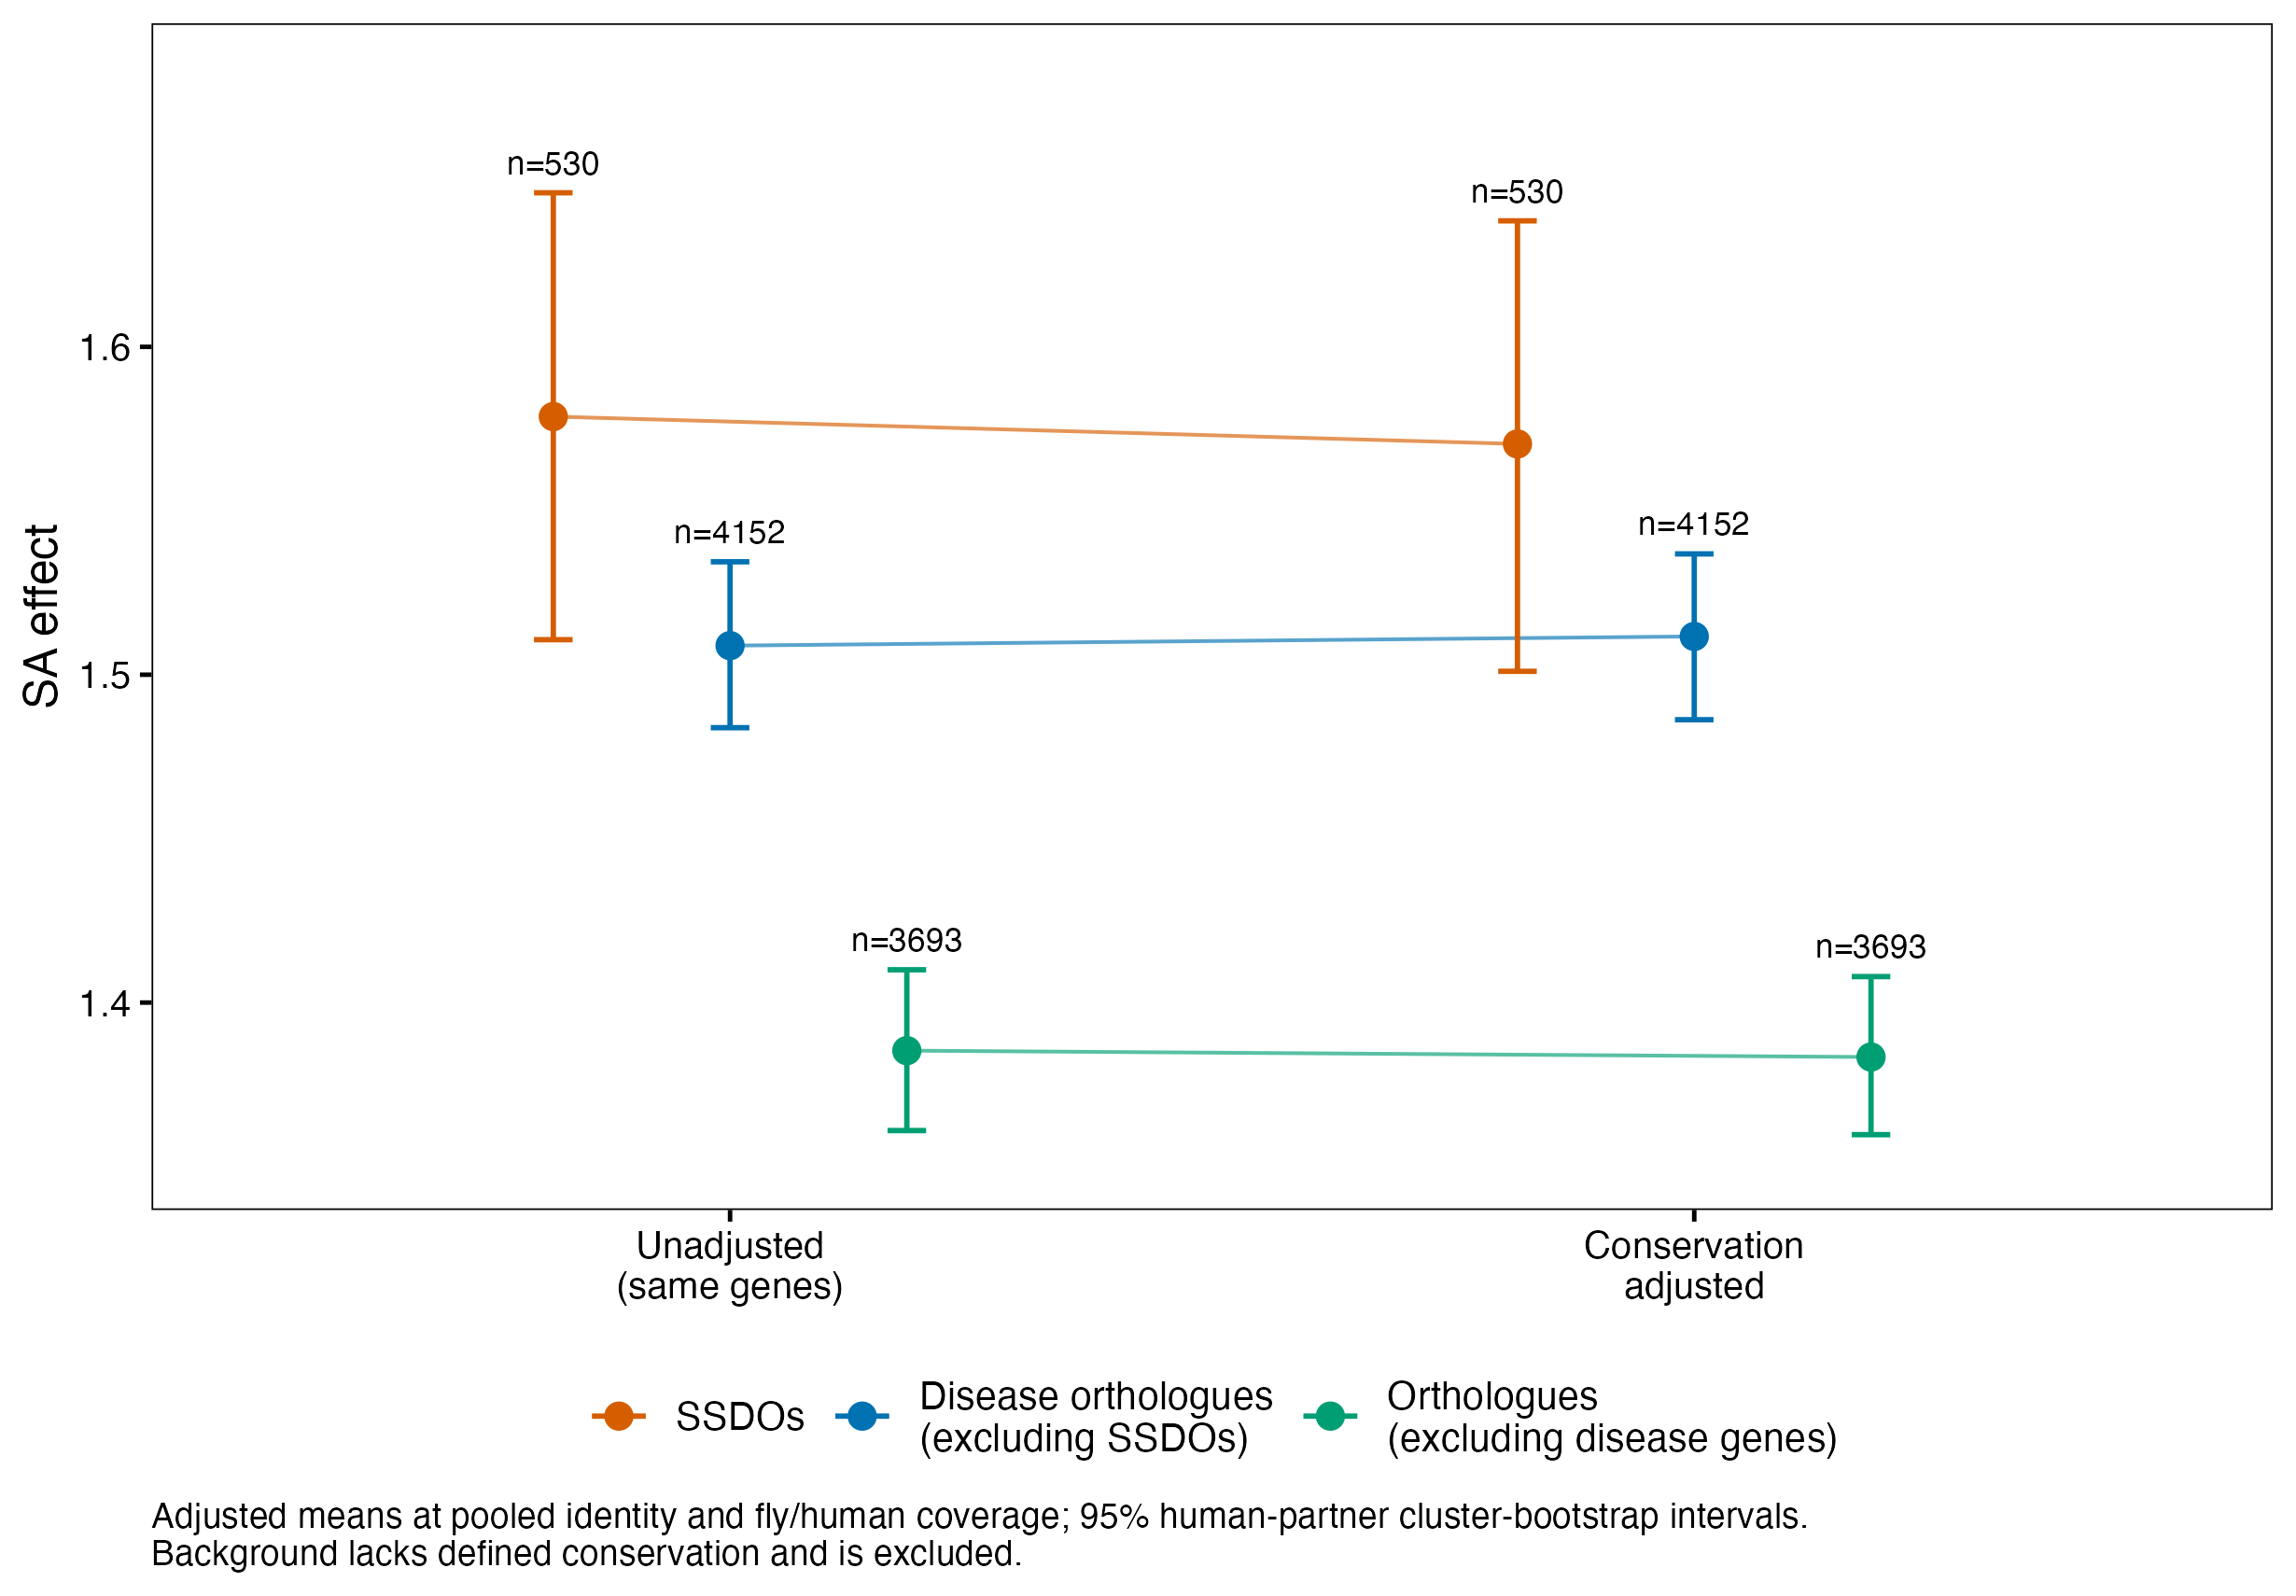 n=530
n=530
n=4152
n=4152
n=3693
n=3693
SA effect
1.6
1.5
1.4
Unadjusted
(same genes)
Conservation
adjusted
SSDOs
Disease orthologues
(excluding SSDOs)
Orthologues
(excluding disease genes)
Adjusted means at pooled identity and fly/human coverage; 95% human-partner cluster-bootstrap intervals.
Background lacks defined conservation and is excluded.